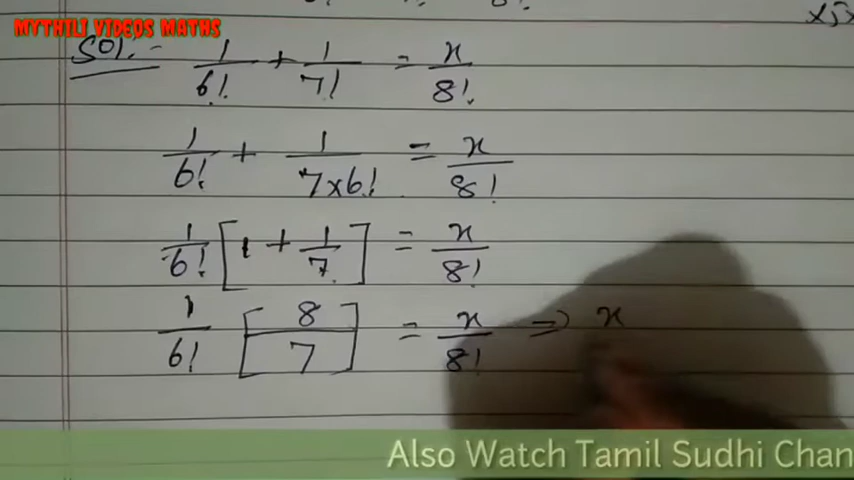 MYTHILI VIDEOS MATHS
Sol:- 1/6! + 1/7! = x/8!
1/6! + 1/7x6! = x/8!
1/6! [1 + 1/7] = x/8!
1/6! [8/7] = x/8! => x
Also Watch Tamil Sudhi Chan